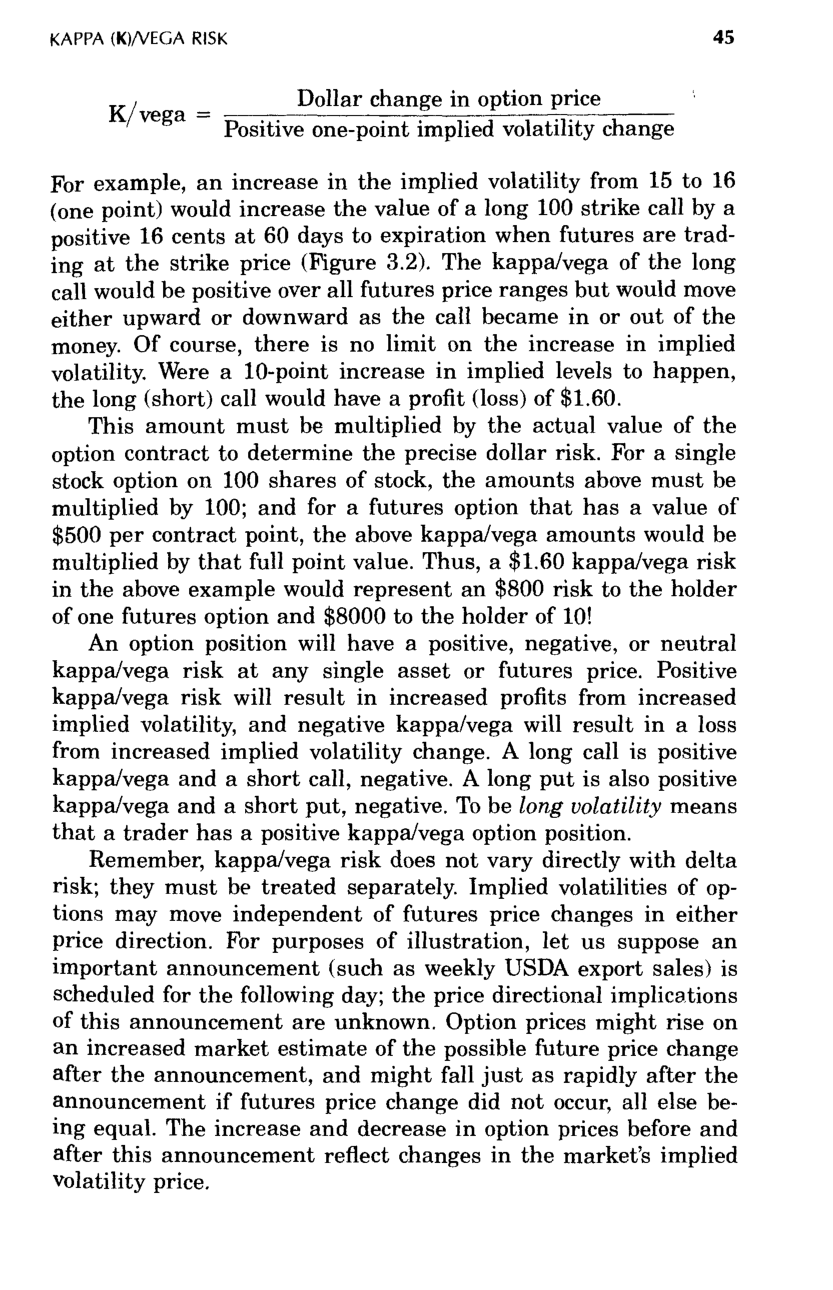 KAPPA (K)/VEGA RISK 45
K/vega = Dollar change in option price
Positive one-point implied volatility change
For example, an increase in the implied volatility from 15 to 16
(one point) would increase the value of a long 100 strike call by a
positive 16 cents at 60 days to expiration when futures are trad-
ing at the strike price (Figure 3.2). The kappa/vega of the long
call would be positive over all futures price ranges but would move
either upward or downward as the call became in or out of the
money. Of course, there is no limit on the increase in implied
volatility. Were a 10-point increase in implied levels to happen,
the long (short) call would have a profit (loss) of $1.60.
This amount must be multiplied by the actual value of the
option contract to determine the precise dollar risk. For a single
stock option on 100 shares of stock, the amounts above must be
multiplied by 100; and for a futures option that has a value of
$500 per contract point, the above kappa/vega amounts would be
multiplied by that full point value. Thus, a $1.60 kappa/vega risk
in the above example would represent an $800 risk to the holder
of one futures option and $8000 to the holder of 10!
An option position will have a positive, negative, or neutral
kappa/vega risk at any single asset or futures price. Positive
kappa/vega risk will result in increased profits from increased
implied volatility, and negative kappa/vega will result in a loss
from increased implied volatility change. A long call is positive
kappa/vega and a short call, negative. A long put is also positive
kappa/vega and a short put, negative. To be long volatility means
that a trader has a positive kappa/vega option position.
Remember, kappa/vega risk does not vary directly with delta
risk; they must be treated separately. Implied volatilities of op-
tions may move independent of futures price changes in either
price direction. For purposes of illustration, let us suppose an
important announcement (such as weekly USDA export sales) is
scheduled for the following day; the price directional implications
of this announcement are unknown. Option prices might rise on
an increased market estimate of the possible future price change
after the announcement, and might fall just as rapidly after the
announcement if futures price change did not occur, all else be-
ing equal. The increase and decrease in option prices before and
after this announcement reflect changes in the market's implied
volatility price.